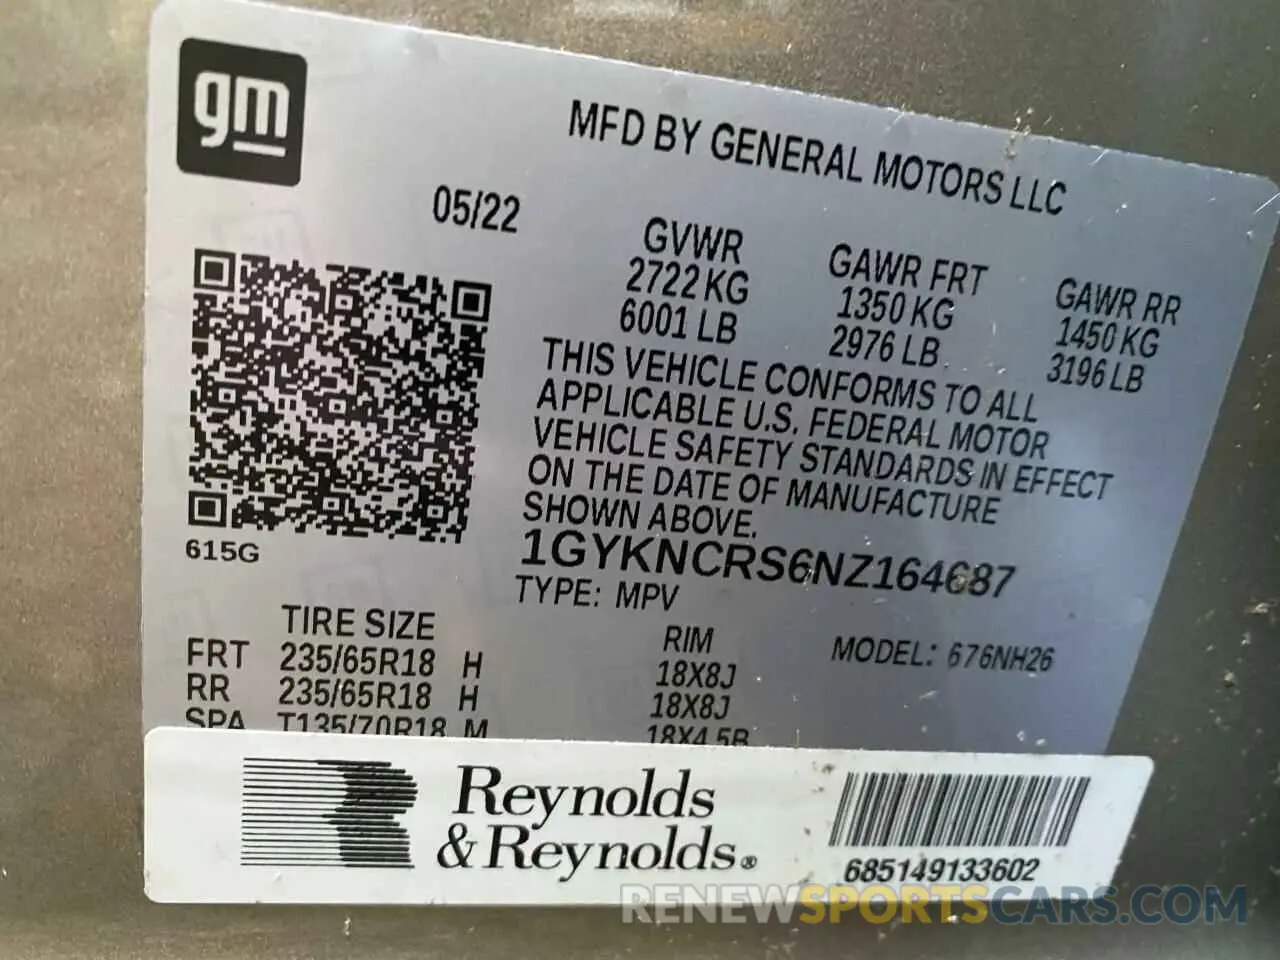 gm
MFD BY GENERAL MOTORS LLC
05/22
GVWR GAWR FRT GAWR RR
2722 KG 1350 KG 1450 KG
6001 LB 2976 LB 3196 LB
THIS VEHICLE CONFORMS TO ALL
APPLICABLE U.S. FEDERAL MOTOR
VEHICLE SAFETY STANDARDS IN EFFECT
ON THE DATE OF MANUFACTURE
SHOWN ABOVE.
615G
1GYKNCRS6NZ164687
TYPE: MPV
MODEL: 676NH26
TIRE SIZE RIM
FRT 235/65R18 H 18X8J
RR 235/65R18 H 18X8J
SPA T135/70R18 M 18X4.5B
Reynolds
&Reynolds®
685149133602
RENEWSPORTSCARS.COM